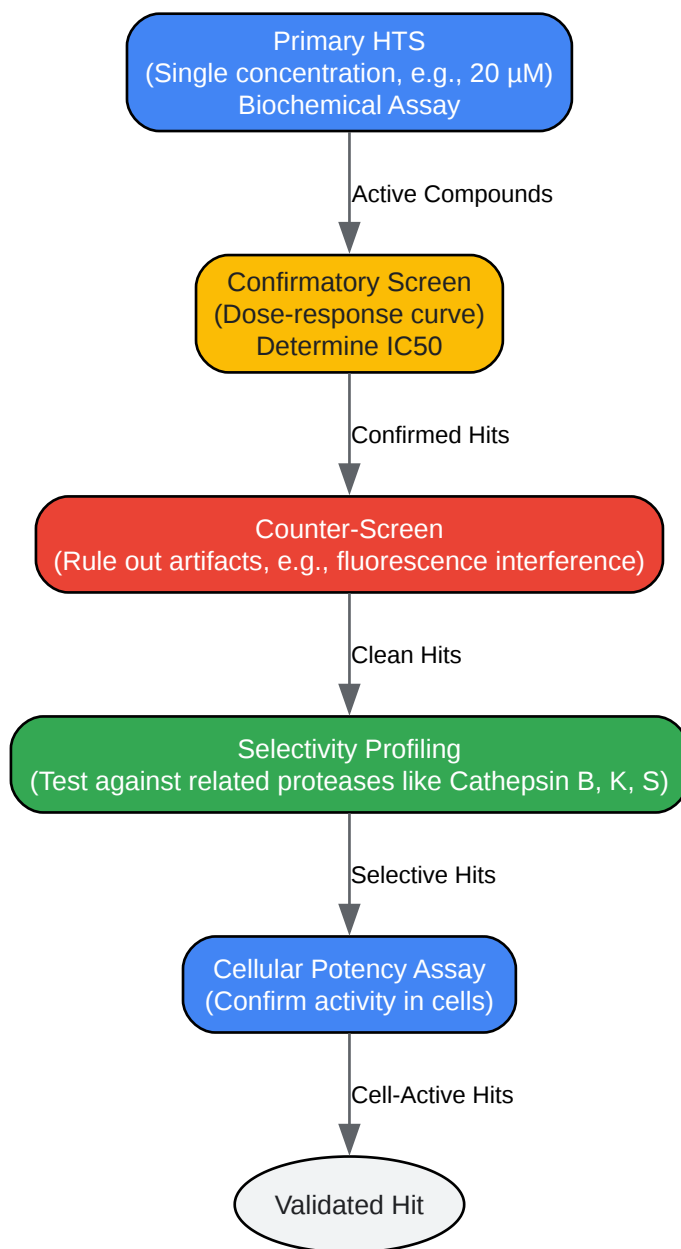 Primary HTS
(Single concentration, e.g., 20 µM)
Biochemical Assay
Active Compounds
Confirmatory Screen
(Dose-response curve)
Determine IC50
Confirmed Hits
Counter-Screen
(Rule out artifacts, e.g., fluorescence interference)
Clean Hits
Selectivity Profiling
(Test against related proteases like Cathepsin B, K, S)
Selective Hits
Cellular Potency Assay
(Confirm activity in cells)
Cell-Active Hits
Validated Hit